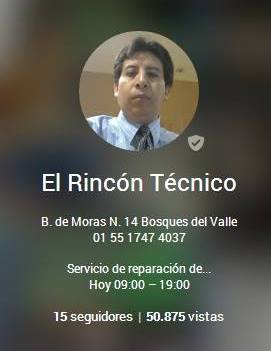 El Rincón Técnico
B. de Moras N. 14 Bosques del Valle
01 55 1747 4037
Servicio de reparación de...
Hoy 09:00 – 19:00
15 seguidores | 50.875 vistas